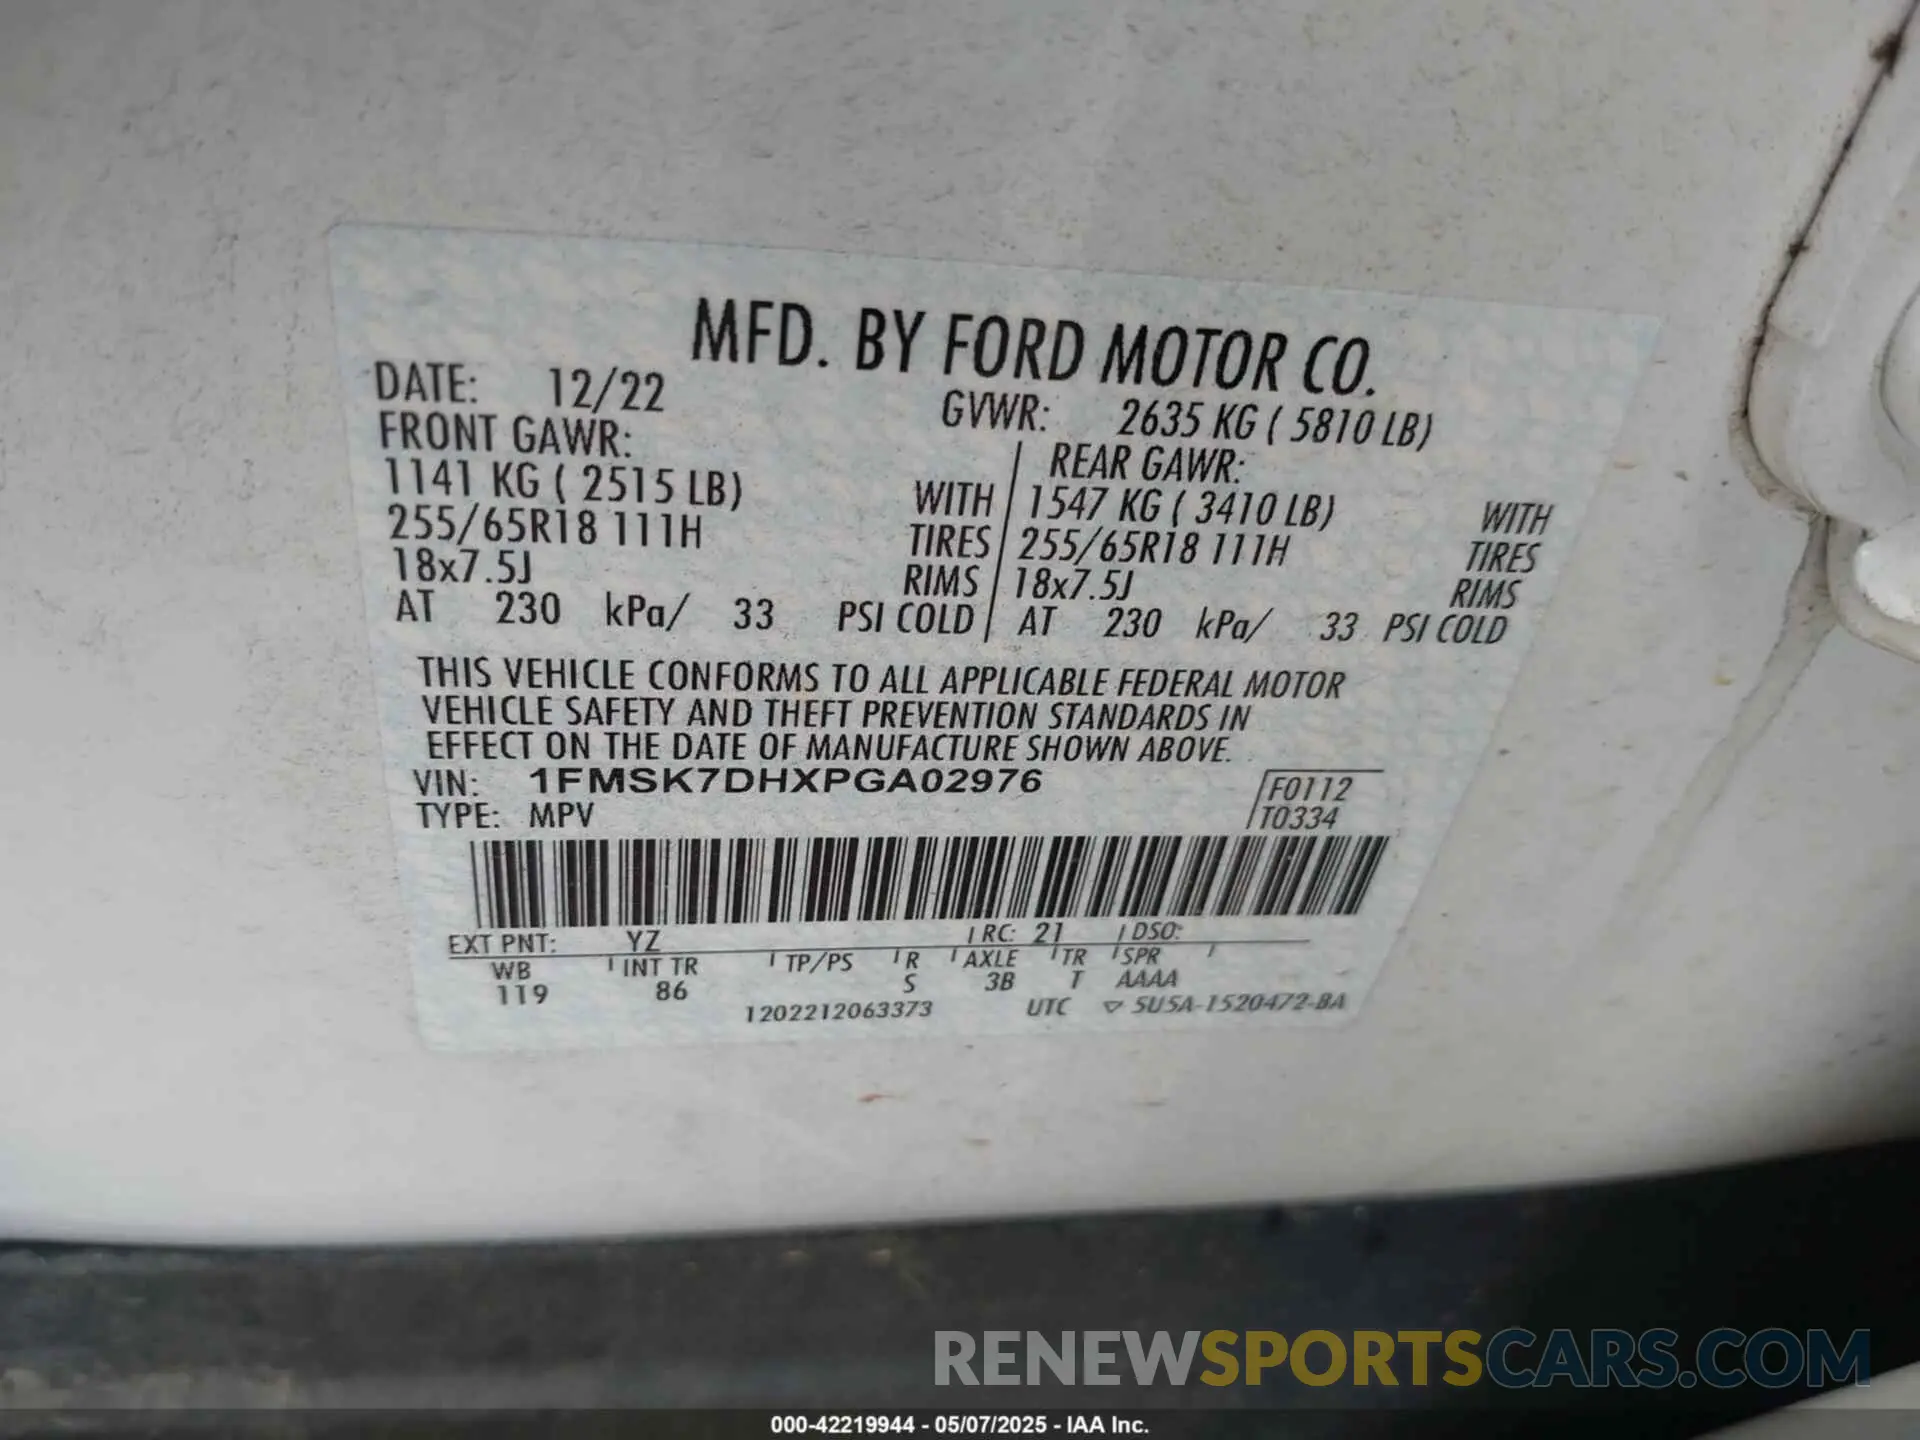 MFD. BY FORD MOTOR CO.
DATE: 12/22 GVWR: 2635 KG ( 5810 LB)
FRONT GAWR: REAR GAWR:
1141 KG ( 2515 LB) WITH 1547 KG ( 3410 LB) WITH
255/65R18 111H TIRES 255/65R18 111H TIRES
18x7.5J RIMS 18x7.5J RIMS
AT 230 kPa/ 33 PSI COLD AT 230 kPa/ 33 PSI COLD
THIS VEHICLE CONFORMS TO ALL APPLICABLE FEDERAL MOTOR
VEHICLE SAFETY AND THEFT PREVENTION STANDARDS IN
EFFECT ON THE DATE OF MANUFACTURE SHOWN ABOVE.
VIN: 1FMSK7DHXPGA02976 F0112
TYPE: MPV T0334
EXT PNT: YZ RC: 21 DSO:
WB INT TR TP/PS R AXLE TR SPR
119 86 S 3B T AAAA
1202212063373 UTC ▽ 5U5A-1520472-BA
RENEWSPORTSCARS.COM
000-42219944 - 05/07/2025 - IAA Inc.